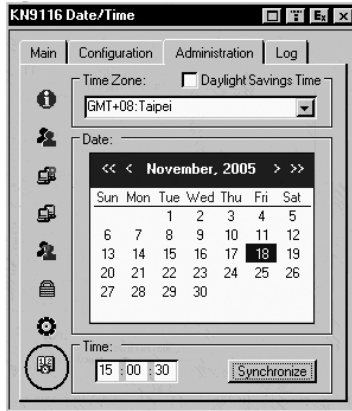 KN9116 Date/Time
Main Configuration Administration Log
Time Zone: Daylight Savings Time
GMT+08:Taipei
Date:
<< < November, 2005 > >>
Sun Mon Tue Wed Thu Fri Sat
1 2 3 4 5
6 7 8 9 10 11 12
13 14 15 16 17 18 19
20 21 22 23 24 25 26
27 28 29 30
Time:
15 :00 :30 Synchronize